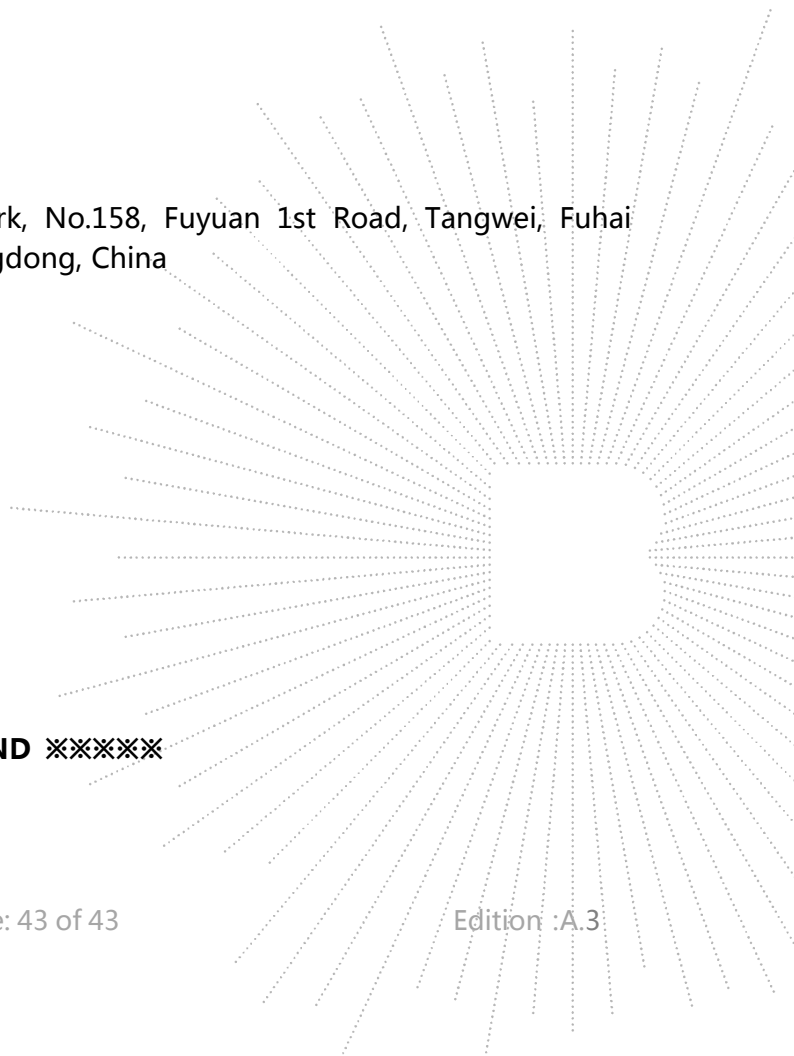 rk, No.158, Fuyuan 1st Road, Tangwei, Fuhai
gdong, China
ND ※※※※※
e: 43 of 43 Edition :A.3